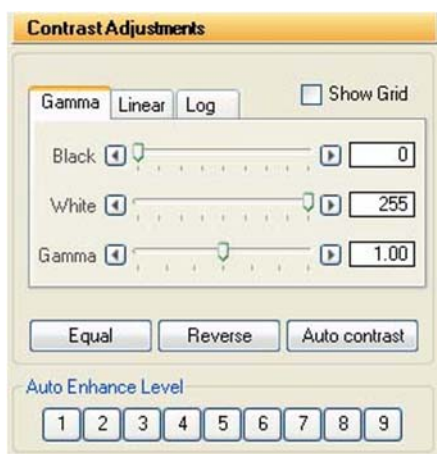 Contrast Adjustments
Gamma Linear Log Show Grid
Black 0
White 255
Gamma 1.00
Equal Reverse Auto contrast
Auto Enhance Level
1 2 3 4 5 6 7 8 9